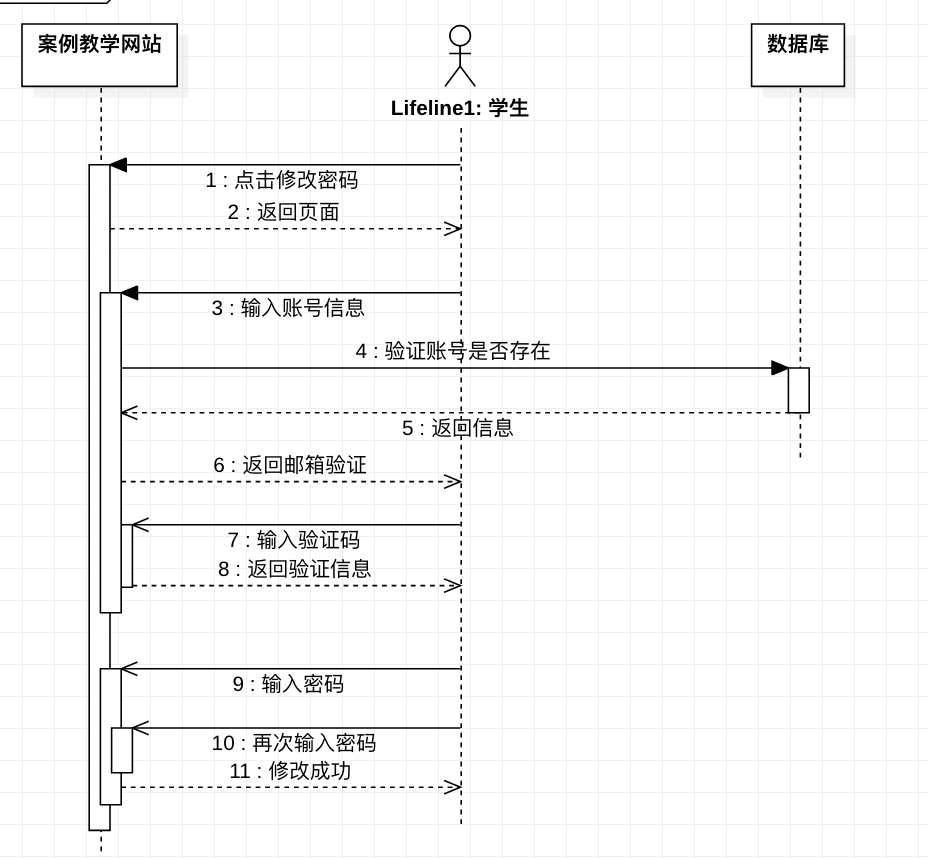 案例教学网站
数据库
Lifeline1: 学生
1 : 点击修改密码
2 : 返回页面
3 : 输入账号信息
4 : 验证账号是否存在
5 : 返回信息
6 : 返回邮箱验证
7 : 输入验证码
8 : 返回验证信息
9 : 输入密码
10 : 再次输入密码
11 : 修改成功